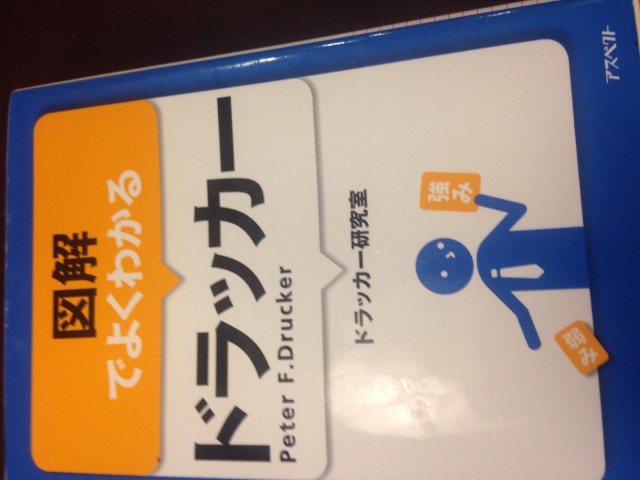 図解
でよくわかる
ドラッカー
Peter F.Drucker
ドラッカー研究室
強み
弱み
アスペクト